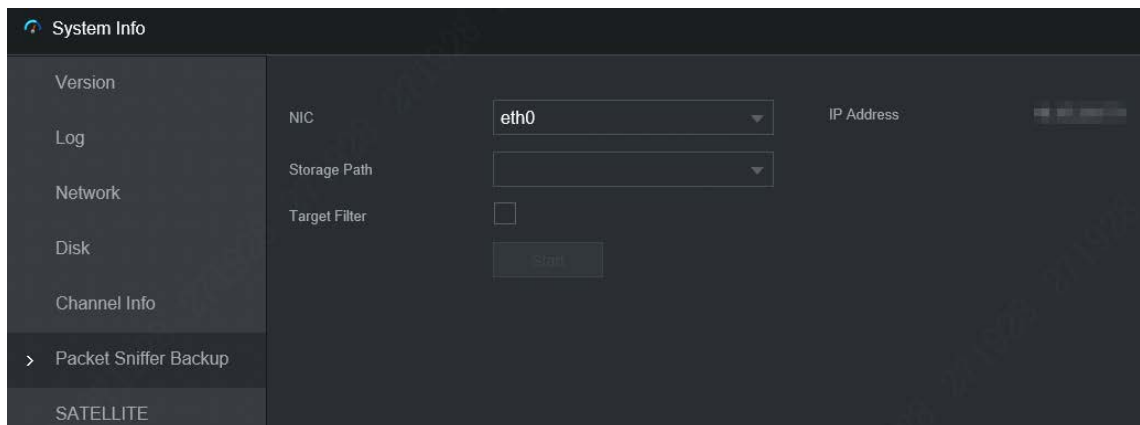 System Info
Version
Log
Network
Disk
Channel Info
Packet Sniffer Backup
SATELLITE
NIC
eth0
IP Address
Storage Path
Target Filter
Start